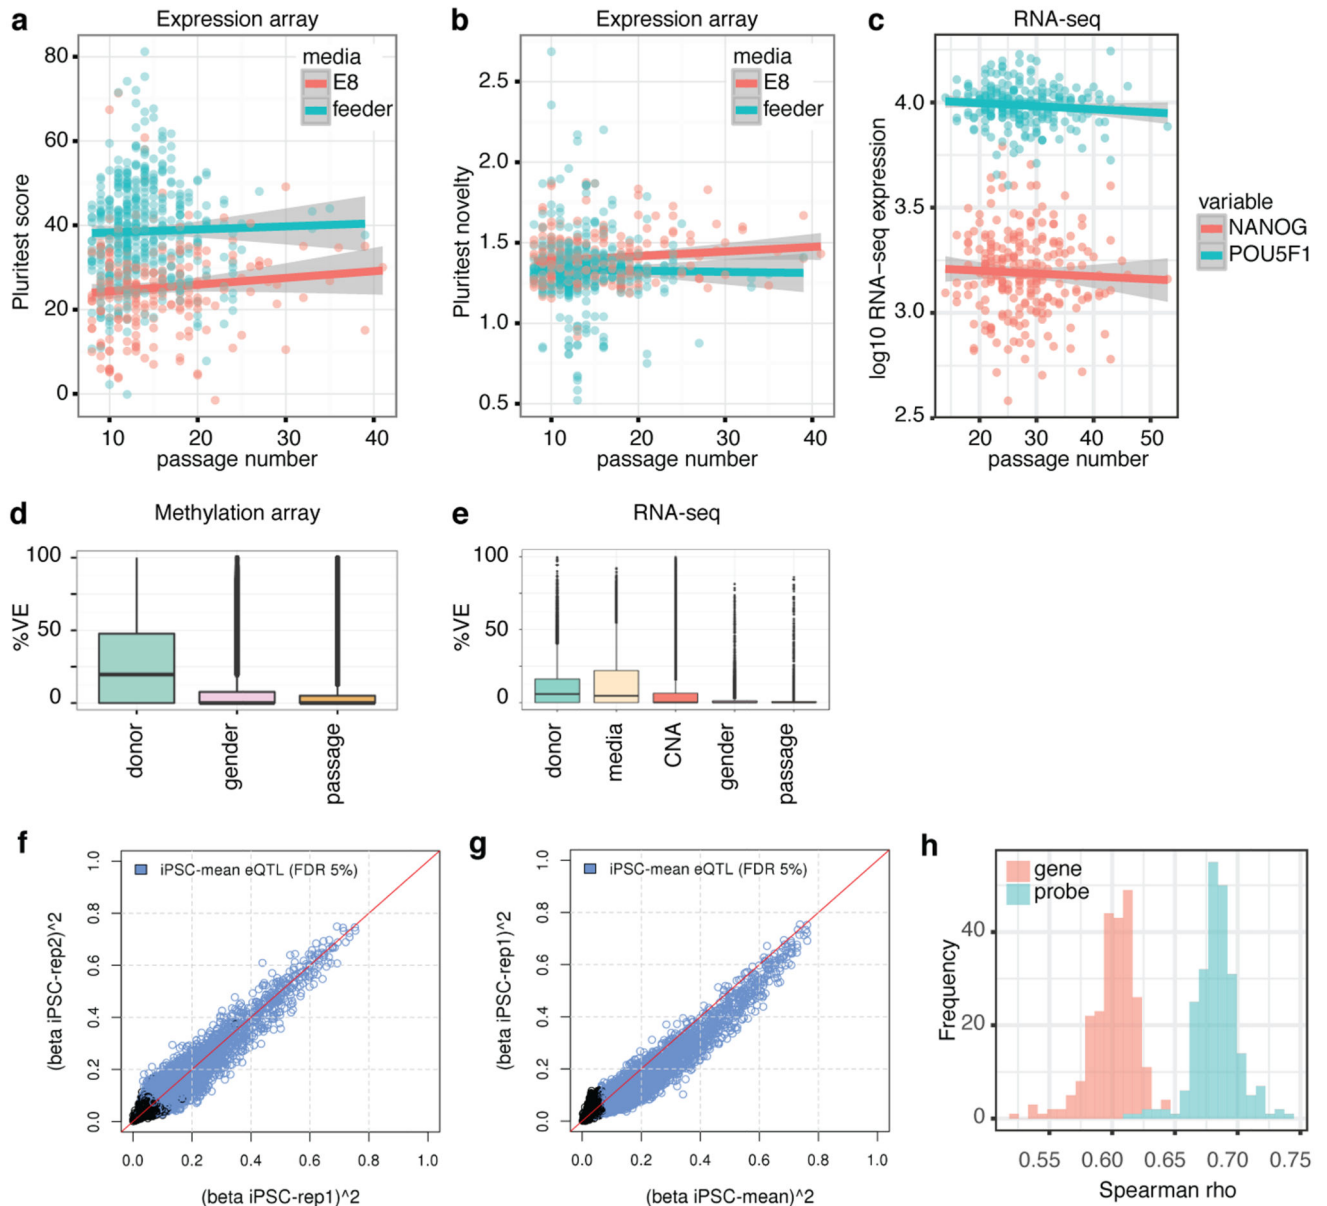 a
Expression array
80
60
40
20
0
Pluritest score
10
20
30
40
passage number
media
E8
feeder
b
Expression array
2.5
2.0
1.5
1.0
0.5
Pluritest novelty
10
20
30
40
passage number
media
E8
feeder
c
RNA-seq
4.0
3.5
3.0
2.5
log10 RNA-seq expression
20
30
40
50
passage number
variable
NANOG
POU5F1
d
Methylation array
100
50
0
%VE
donor
gender
passage
e
RNA-seq
100
50
0
%VE
donor
media
CNA
gender
passage
f
iPSC-mean eQTL (FDR 5%)
1.0
0.8
0.6
0.4
0.2
0.0
(beta iPSC-rep2)^2
0.0
0.2
0.4
0.6
0.8
1.0
(beta iPSC-rep1)^2
g
iPSC-mean eQTL (FDR 5%)
1.0
0.8
0.6
0.4
0.2
0.0
(beta iPSC-rep1)^2
0.0
0.2
0.4
0.6
0.8
1.0
(beta iPSC-mean)^2
h
gene
probe
40
20
0
Frequency
0.55
0.60
0.65
0.70
0.75
Spearman rho